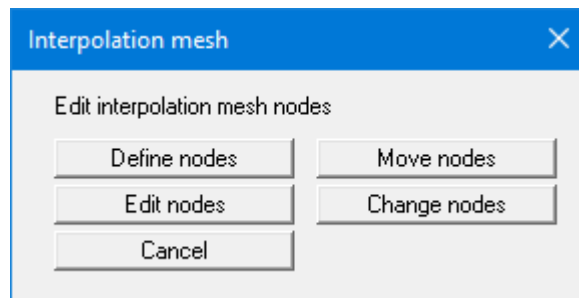 Interpolation mesh
Edit interpolation mesh nodes
Define nodes Move nodes
Edit nodes Change nodes
Cancel